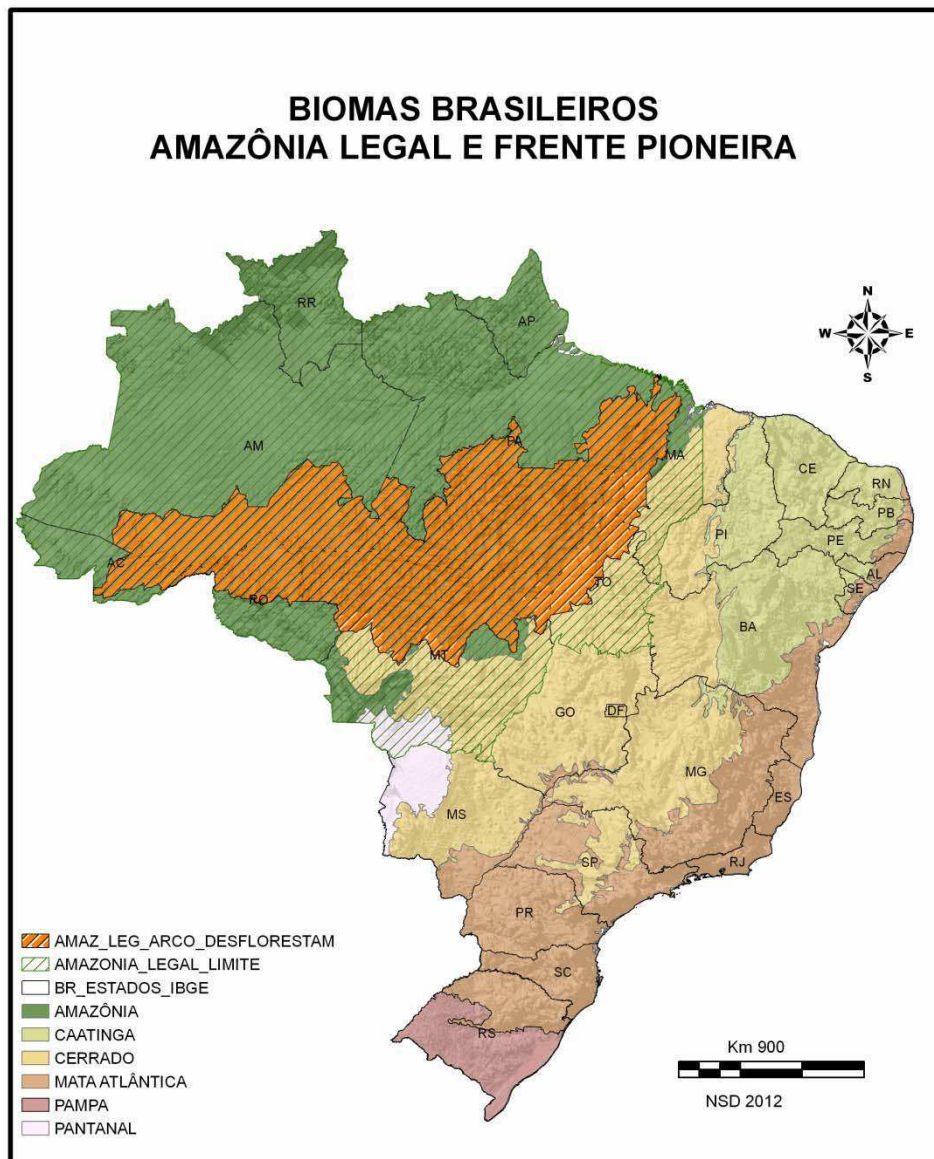 BIOMAS BRASILEIROS
AMAZÔNIA LEGAL E FRENTE PIONEIRA
N
W E
S
RR
AP
AM
PA
MA
CE
RN
PB
PI
PE
AC
TO
AL
SE
RO
BA
MT
GO
DF
MG
MS
ES
SP
RJ
PR
SC
RS
AMAZ_LEG_ARCO_DESFLORESTAM
AMAZONIA_LEGAL_LIMITE
BR_ESTADOS_IBGE
AMAZÔNIA
CAATINGA
CERRADO
MATA ATLÂNTICA
PAMPA
PANTANAL
Km 900
NSD 2012